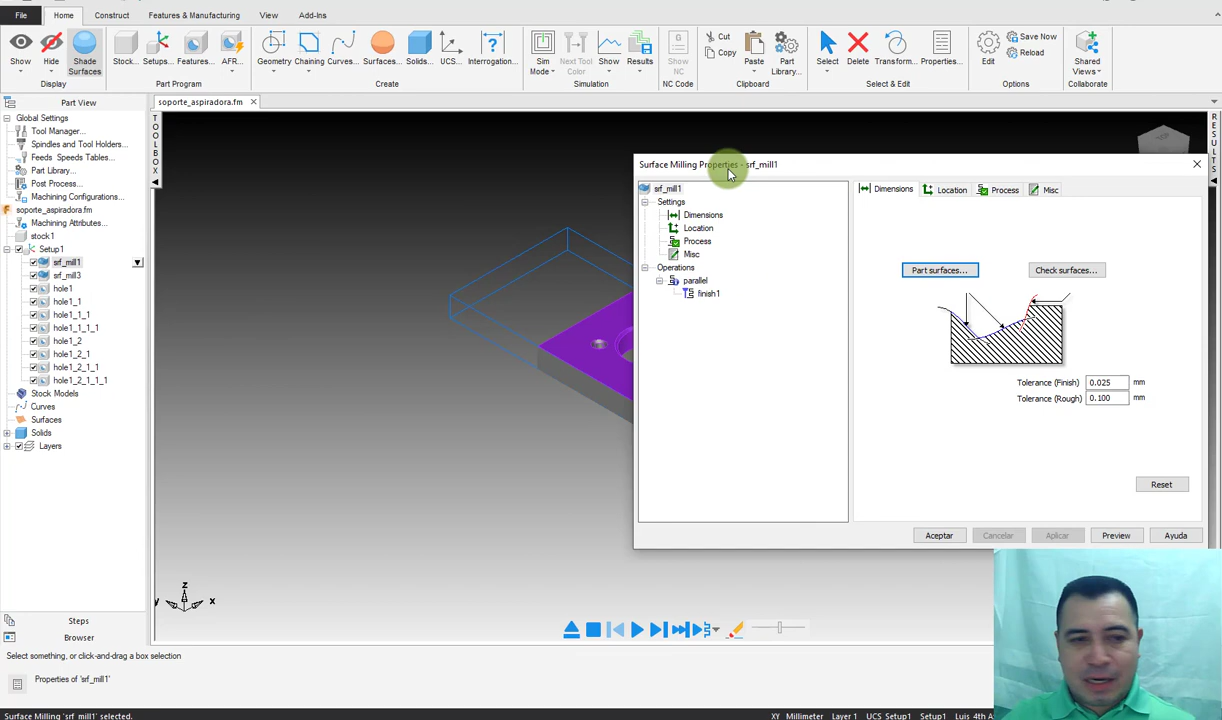 File Home Construct Features & Manufacturing View Add-Ins
Show Hide Shade Surfaces Stock... Setups... Features... AFR... Geometry... Chaining Curves... Surfaces... Solids... UCS... Interrogation... Sim Mode Next Tool Color Show Results Show NC Cut Copy Paste Part Library... Select Delete Transform... Properties... Edit Save Now Reload Shared Views
Display Part Program Create Simulation NC Code Clipboard Select & Edit Options Collaborate
Part View
soporte_aspiradora.fm
TOOLBOX
RESULTS
Global Settings
Tool Manager...
Spindles and Tool Holders...
Feeds Speeds Tables...
Part Library...
Post Process...
Machining Configurations...
soporte_aspiradora.fm
Machining Attributes...
stock1
Setup1
srf_mill1
srf_mill3
hole1
hole1_1
hole1_1_1
hole1_1_1_1
hole1_2
hole1_2_1
hole1_2_1_1
hole1_2_1_1_1
Stock Models
Curves
Surfaces
Solids
Layers
Steps
Browser
Surface Milling Properties - srf_mill1
srf_mill1
Settings
Dimensions
Location
Process
Misc
Operations
parallel
finish1
Dimensions Location Process Misc
Part surfaces... Check surfaces...
Tolerance (Finish) 0.025 mm
Tolerance (Rough) 0.100 mm
Reset
Aceptar Cancelar Aplicar Preview Ayuda
z
y x
Select something, or click-and-drag a box selection
Properties of 'srf_mill1'
Surface Milling 'srf_mill1' selected.
XY Millimeter Layer 1 UCS_Setup1 Setup1 Luis 4th A